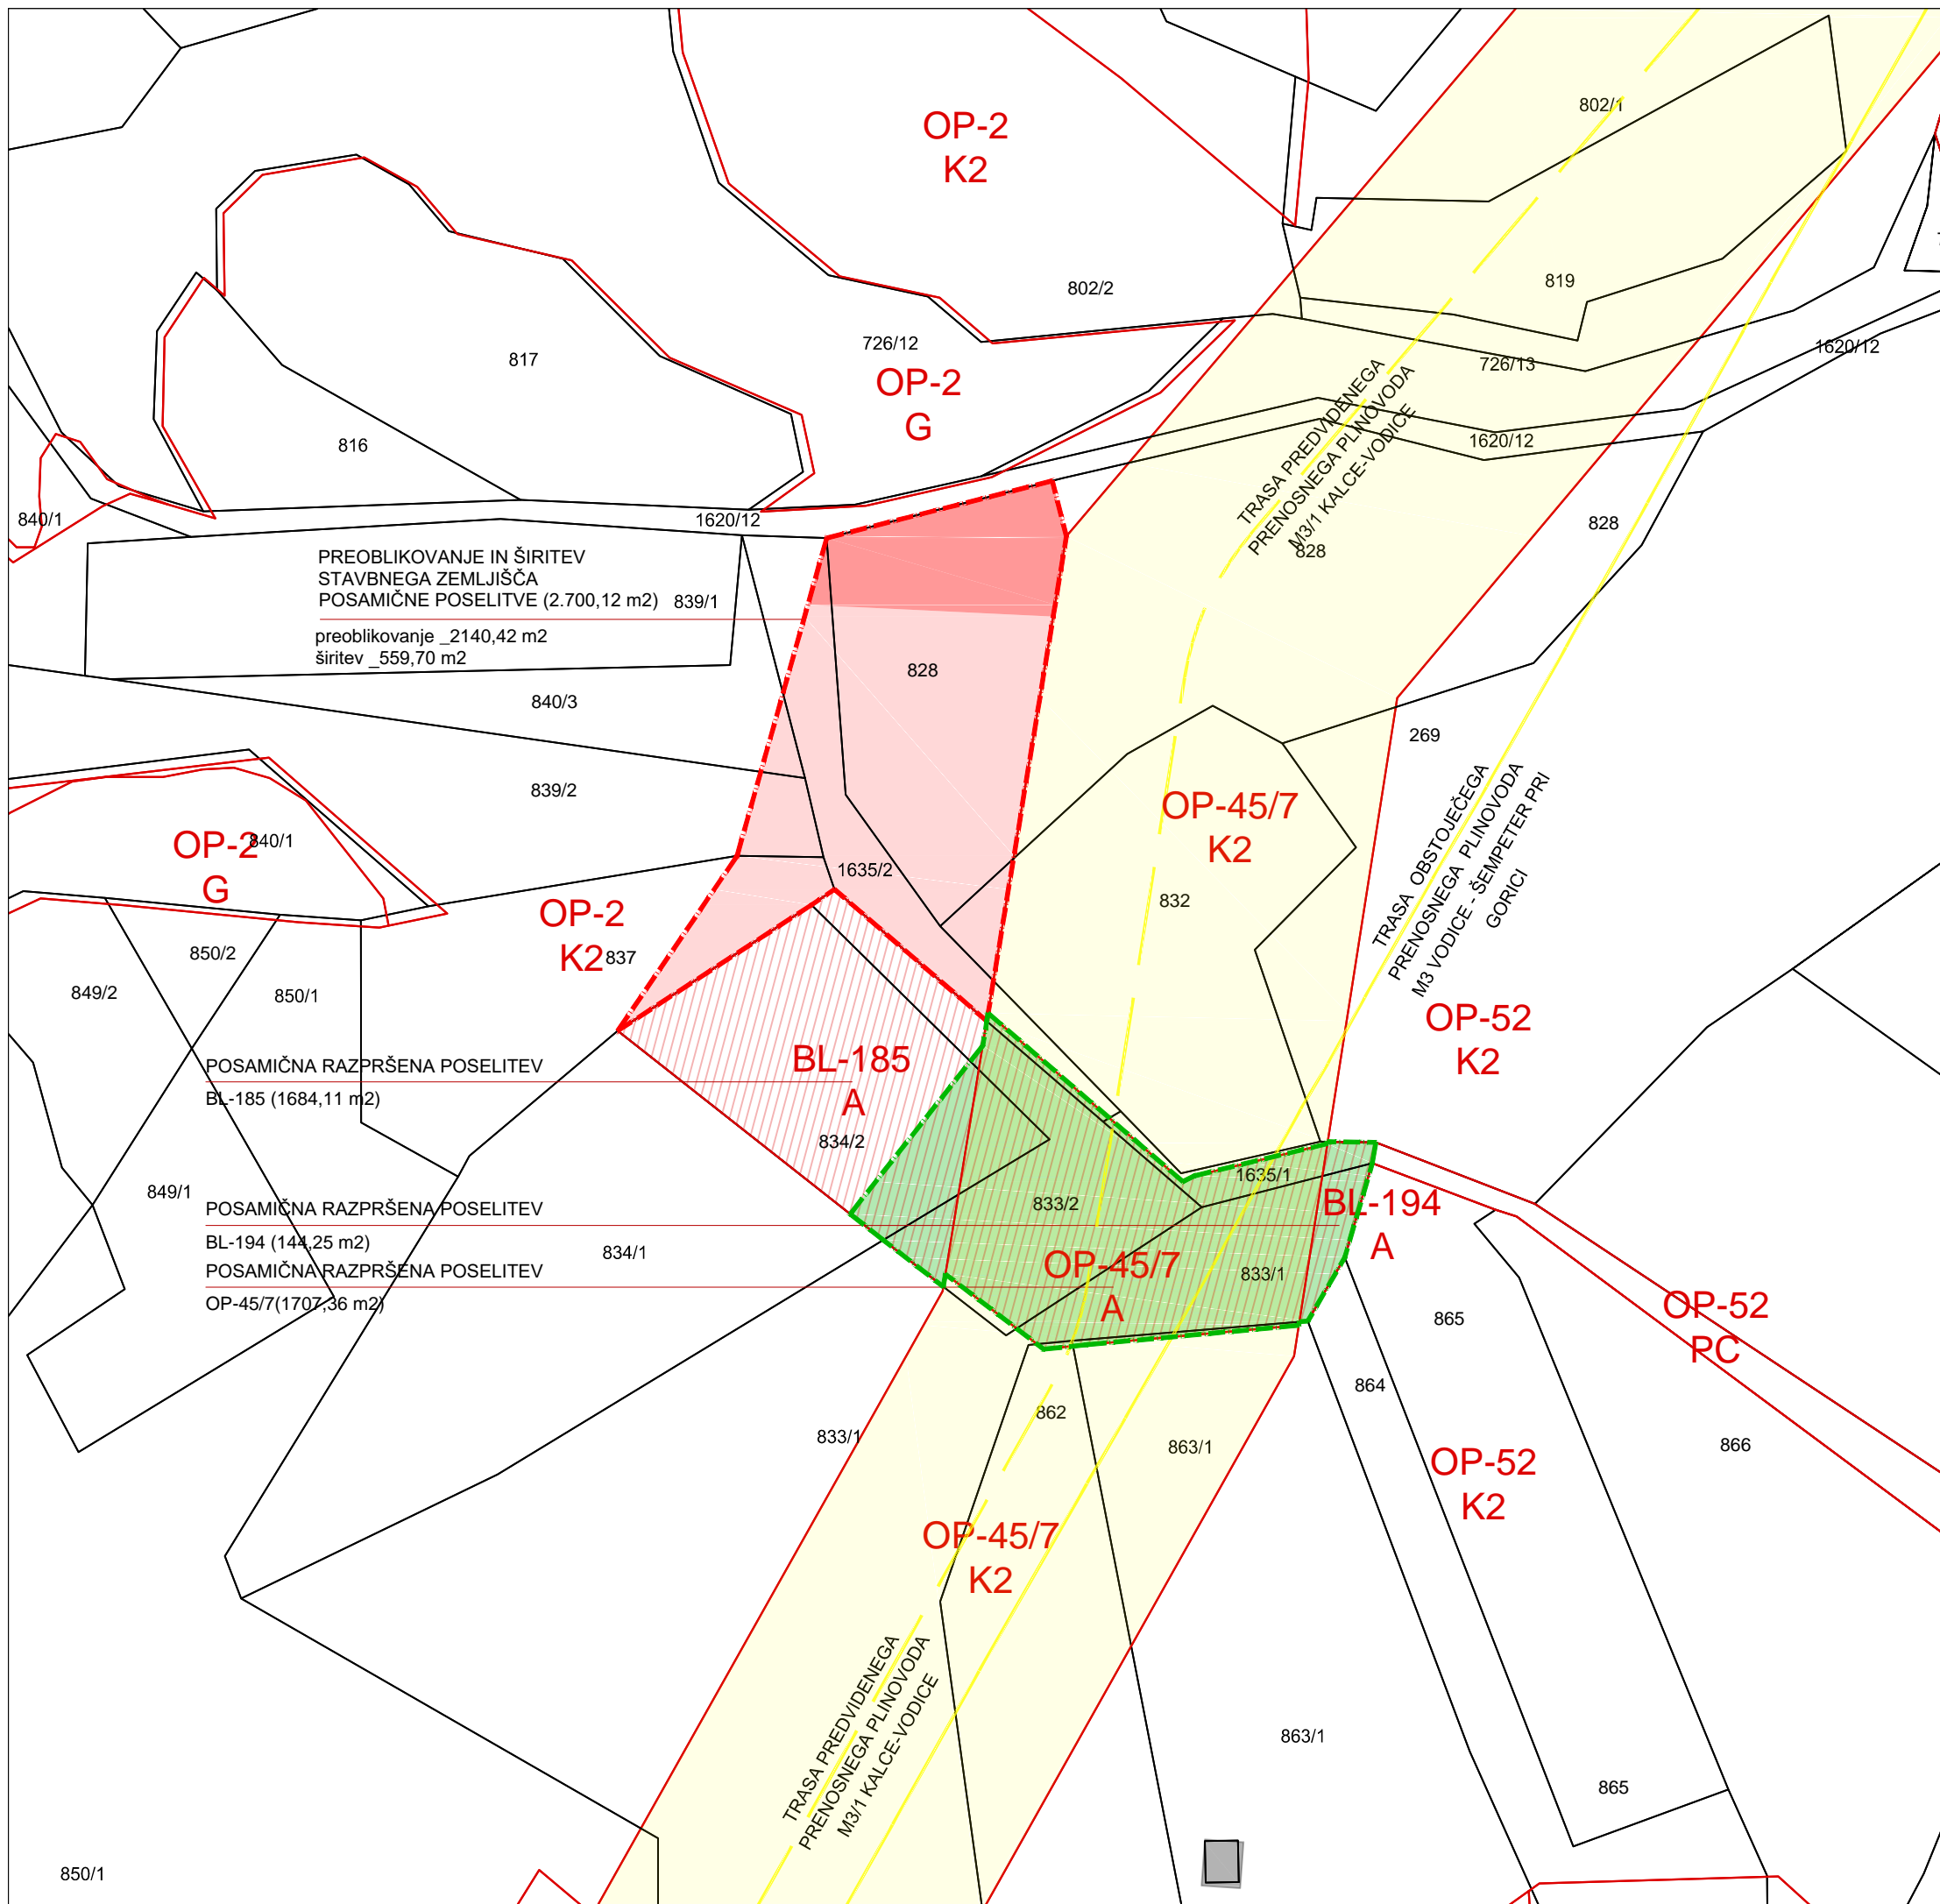 OP-2
K2
802/1
819
802/2
726/12
OP-2
G
726/13
1620/12
817
816
840/1
1620/12
1620/12
TRASA PREDVIDENEGA
PRENOSNEGA PLINOVODA
M3/1 KALCE-VODICE
828
828
PREOBLIKOVANJE IN ŠIRITEV
STAVBNEGA ZEMLJIŠČA
POSAMIČNE POSELITVE (2.700,12 m2)
839/1
preoblikovanje _2140,42 m2
širitev _559,70 m2
828
840/3
269
839/2
OP-45/7
K2
OP-2
G
840/1
1635/2
832
TRASA OBSTOJEČEGA
PRENOSNEGA PLINOVODA
M3 VODICE - ŠEMPETER PRI
GORICI
OP-2
K2
837
850/2
849/2
850/1
OP-52
K2
POSAMIČNA RAZPRŠENA POSELITEV
BL-185 (1684,11 m2)
BL-185
A
834/2
849/1
1635/1
833/2
BL-194
A
POSAMIČNA RAZPRŠENA POSELITEV
BL-194 (144,25 m2)
834/1
POSAMIČNA RAZPRŠENA POSELITEV
OP-45/7(1707,36 m2)
OP-45/7
A
833/1
865
OP-52
PC
864
862
833/1
863/1
866
OP-52
K2
OP-45/7
K2
TRASA PREDVIDENEGA
PRENOSNEGA PLINOVODA
M3/1 KALCE-VODICE
863/1
865
850/1